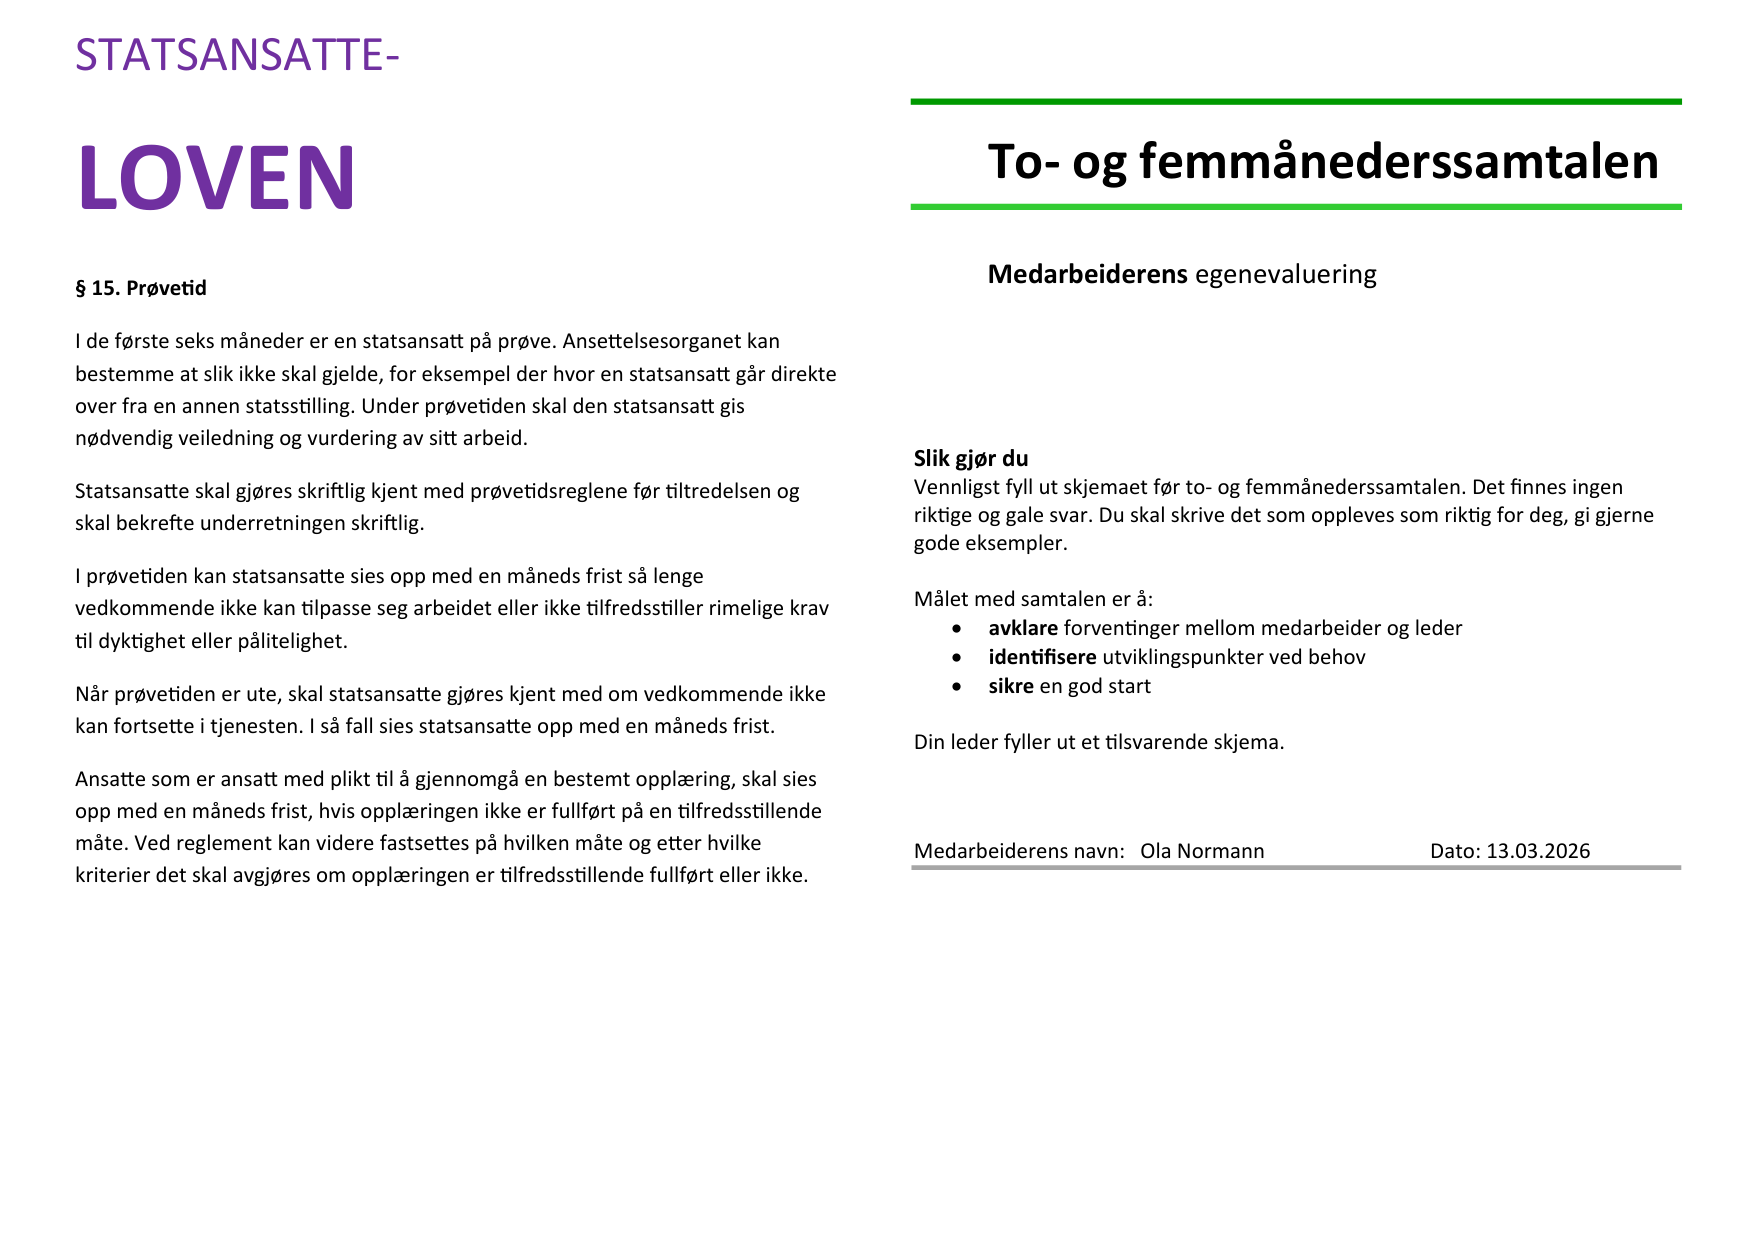 STATSANSATTE-
LOVEN
§ 15. Prøvetid
I de første seks måneder er en statsansatt på prøve. Ansettelsesorganet kan
bestemme at slik ikke skal gjelde, for eksempel der hvor en statsansatt går direkte
over fra en annen statsstilling. Under prøvetiden skal den statsansatt gis
nødvendig veiledning og vurdering av sitt arbeid.
Statsansatte skal gjøres skriftlig kjent med prøvetidsreglene før tiltredelsen og
skal bekrefte underretningen skriftlig.
I prøvetiden kan statsansatte sies opp med en måneds frist så lenge
vedkommende ikke kan tilpasse seg arbeidet eller ikke tilfredsstiller rimelige krav
til dyktighet eller pålitelighet.
Når prøvetiden er ute, skal statsansatte gjøres kjent med om vedkommende ikke
kan fortsette i tjenesten. I så fall sies statsansatte opp med en måneds frist.
Ansatte som er ansatt med plikt til å gjennomgå en bestemt opplæring, skal sies
opp med en måneds frist, hvis opplæringen ikke er fullført på en tilfredsstillende
måte. Ved reglement kan videre fastsettes på hvilken måte og etter hvilke
kriterier det skal avgjøres om opplæringen er tilfredsstillende fullført eller ikke.
To- og femmånederssamtalen
Medarbeiderens egenevaluering
Slik gjør du
Vennligst fyll ut skjemaet før to- og femmånederssamtalen. Det finnes ingen
riktige og gale svar. Du skal skrive det som oppleves som riktig for deg, gi gjerne
gode eksempler.
Målet med samtalen er å:
• avklare forventinger mellom medarbeider og leder
• identifisere utviklingspunkter ved behov
• sikre en god start
Din leder fyller ut et tilsvarende skjema.
Medarbeiderens navn: Ola Normann Dato: 13.03.2026